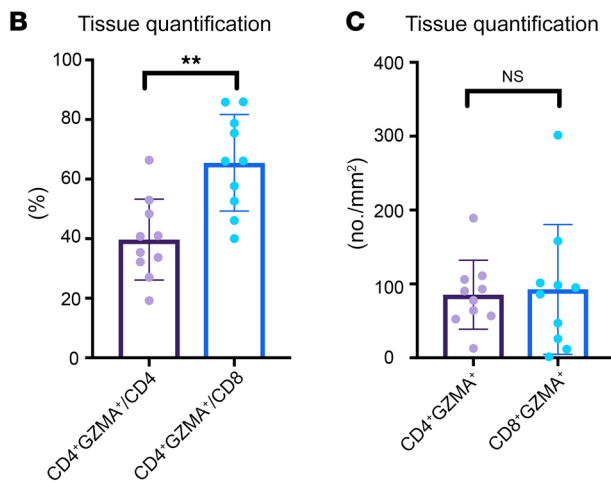 B Tissue quantification
**
(%)
100
80
60
40
20
0
CD4⁺GZMA⁺/CD4
CD4⁺GZMA⁺/CD8
C Tissue quantification
NS
(no./mm²)
400
300
200
100
0
CD4⁺GZMA⁺
CD8⁺GZMA⁺